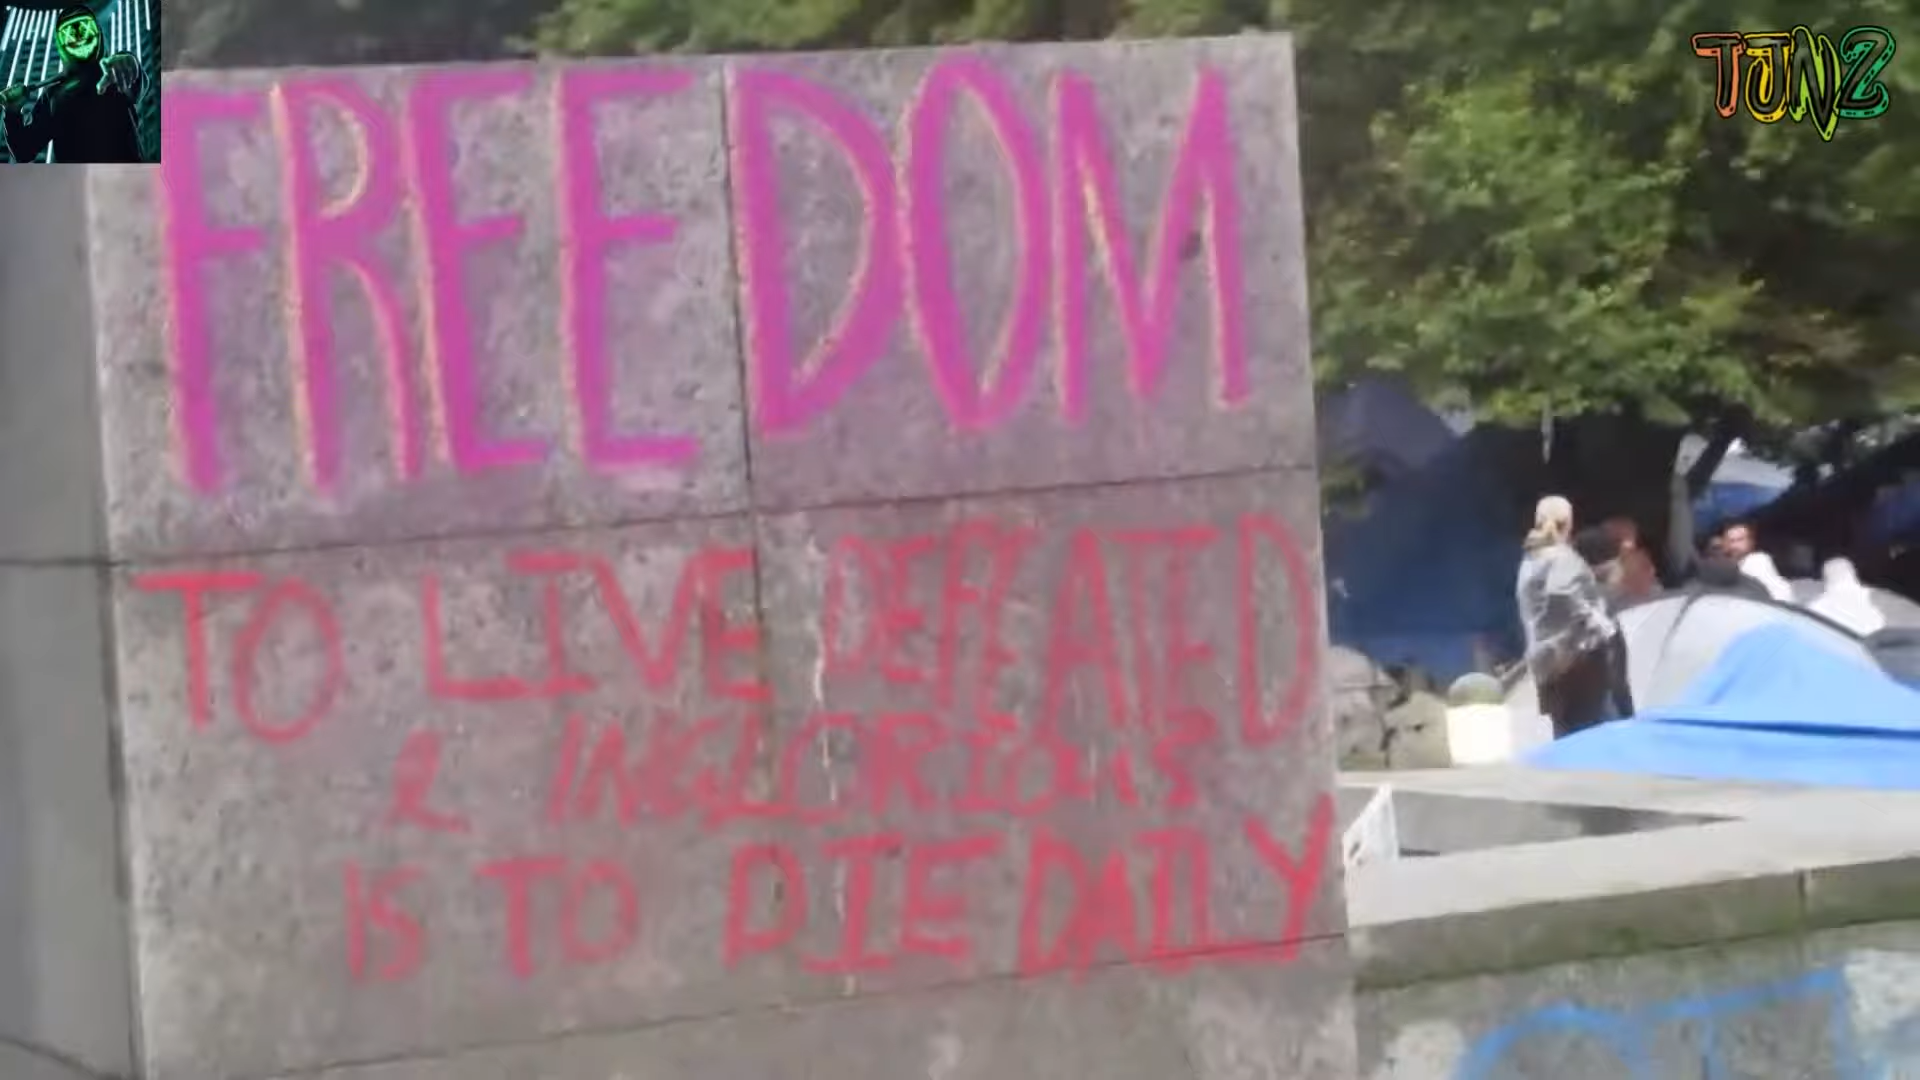 TJNZ
FREEDOM
TO LIVE DEFEATED
& INGLORIOUS
IS TO DIE DAILY